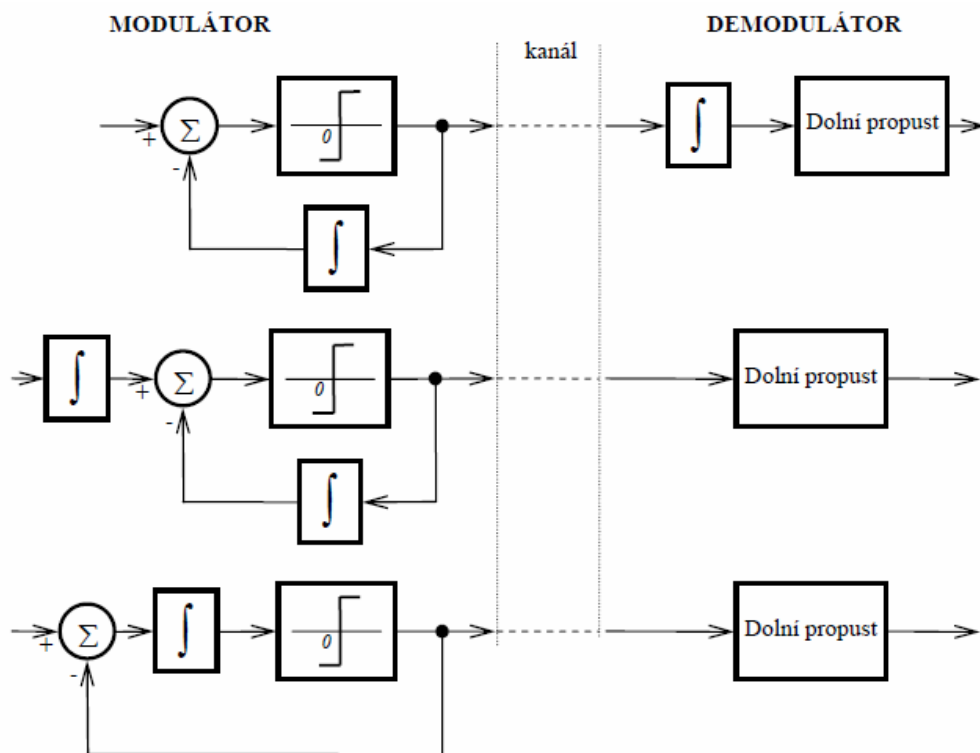 MODULÁTOR
DEMODULÁTOR
kanál
+
Σ
-
0
∫
∫
Dolní propust
∫
+
Σ
-
0
∫
Dolní propust
+
Σ
-
∫
0
Dolní propust